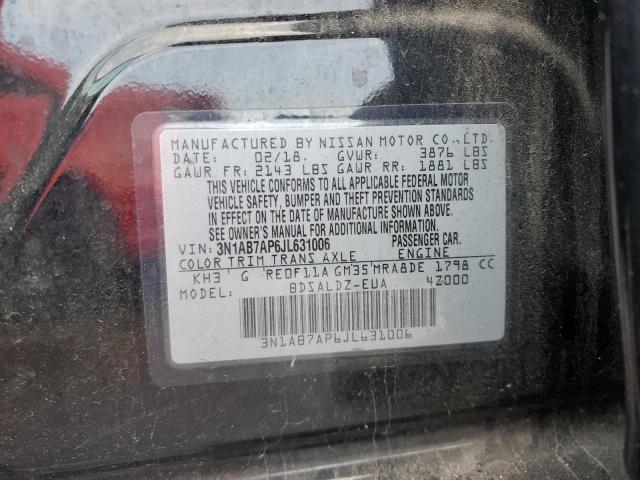 MANUFACTURED BY NISSAN MOTOR CO.,LTD.
DATE: 02/18. GVWR: 3876 LBS
GAWR FR: 2143 LBS GAWR RR: 1881 LBS
THIS VEHICLE CONFORMS TO ALL APPLICABLE FEDERAL MOTOR
VEHICLE SAFETY, BUMPER AND THEFT PREVENTION STANDARDS
IN EFFECT ON THE DATE OF MANUFACTURE SHOWN ABOVE.
SEE OWNER'S MANUAL FOR ADDITIONAL INFORMATION.
VIN: 3N1AB7AP6JL631006 PASSENGER CAR.
COLOR TRIM TRANS AXLE ENGINE
KH3 G RE0F11A GM35 MRA8DE 1798 CC
MODEL: BDSALDZ-EUA 4Z000
3N1AB7AP6JL631006